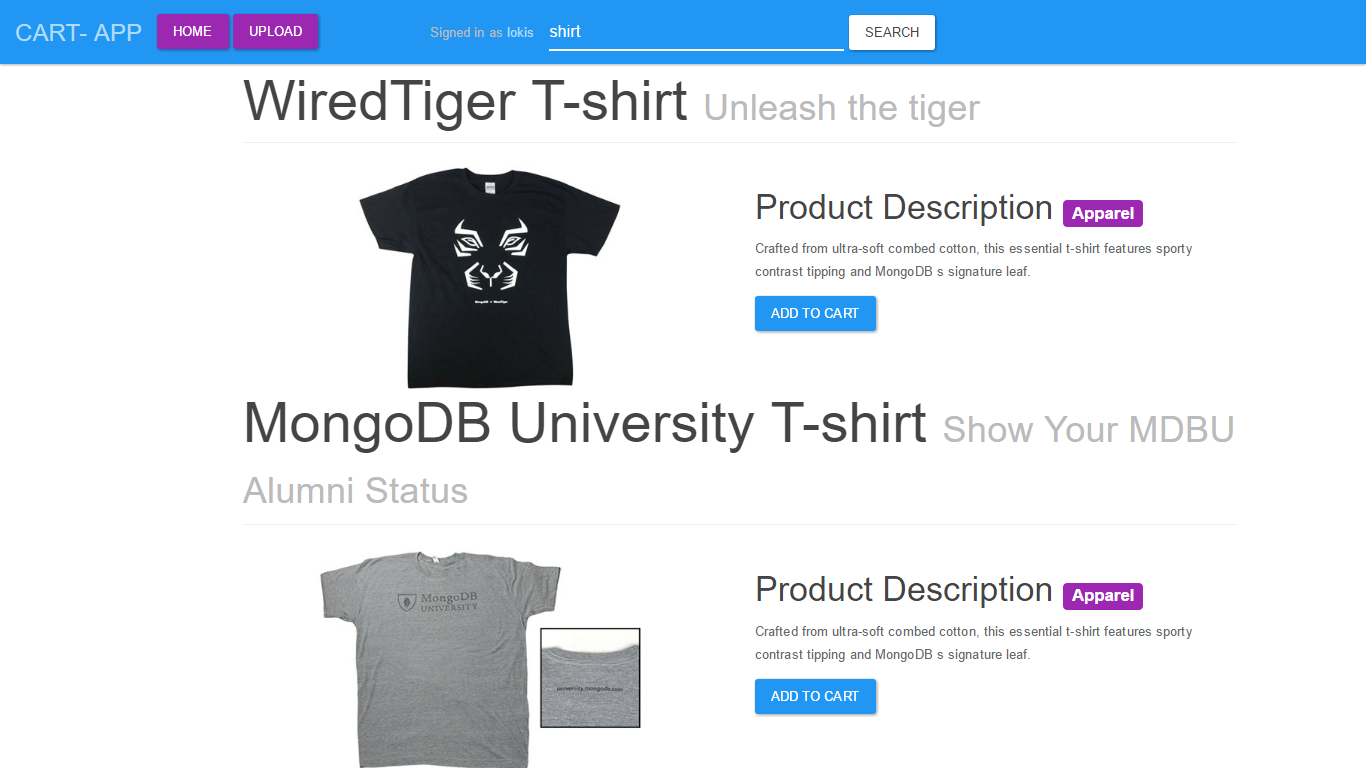 CART- APP HOME UPLOAD Signed in as lokis shirt SEARCH
WiredTiger T-shirt Unleash the tiger
Product Description Apparel
Crafted from ultra-soft combed cotton, this essential t-shirt features sporty
contrast tipping and MongoDB s signature leaf.
ADD TO CART
MongoDB University T-shirt Show Your MDBU
Alumni Status
MongoDB
UNIVERSITY
university.mongodb.com
Product Description Apparel
Crafted from ultra-soft combed cotton, this essential t-shirt features sporty
contrast tipping and MongoDB s signature leaf.
ADD TO CART